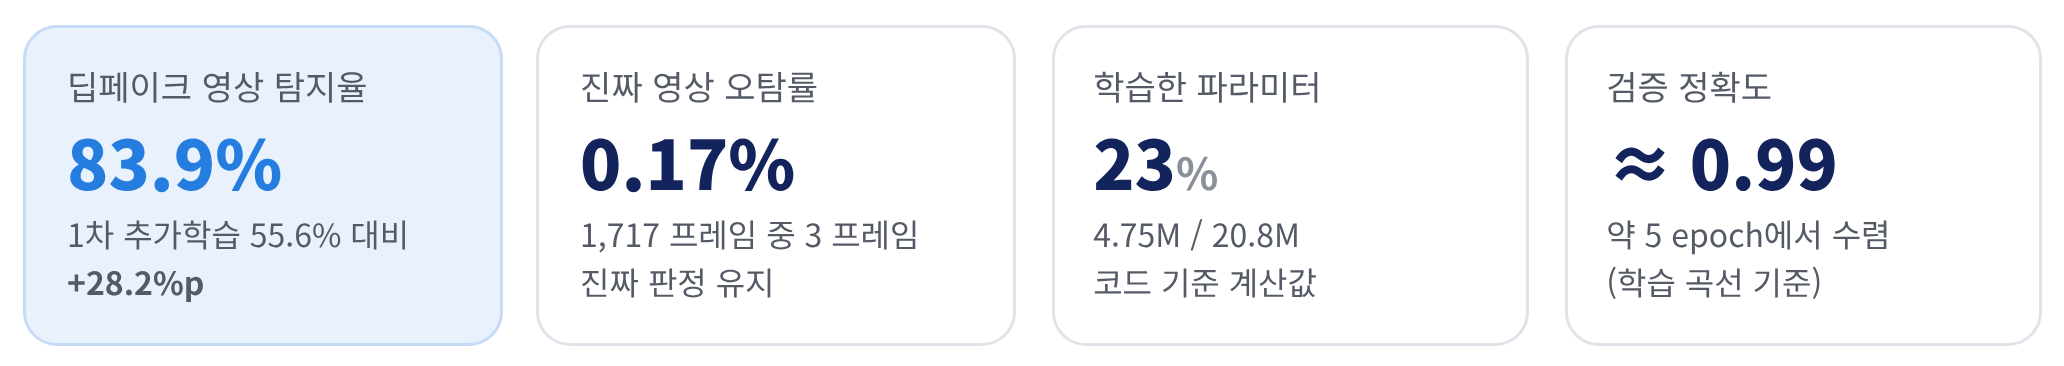 딥페이크 영상 탐지율
83.9%
1차 추가학습 55.6% 대비
+28.2%p
진짜 영상 오탐률
0.17%
1,717 프레임 중 3 프레임
진짜 판정 유지
학습한 파라미터
23%
4.75M / 20.8M
코드 기준 계산값
검증 정확도
≈ 0.99
약 5 epoch에서 수렴
(학습 곡선 기준)